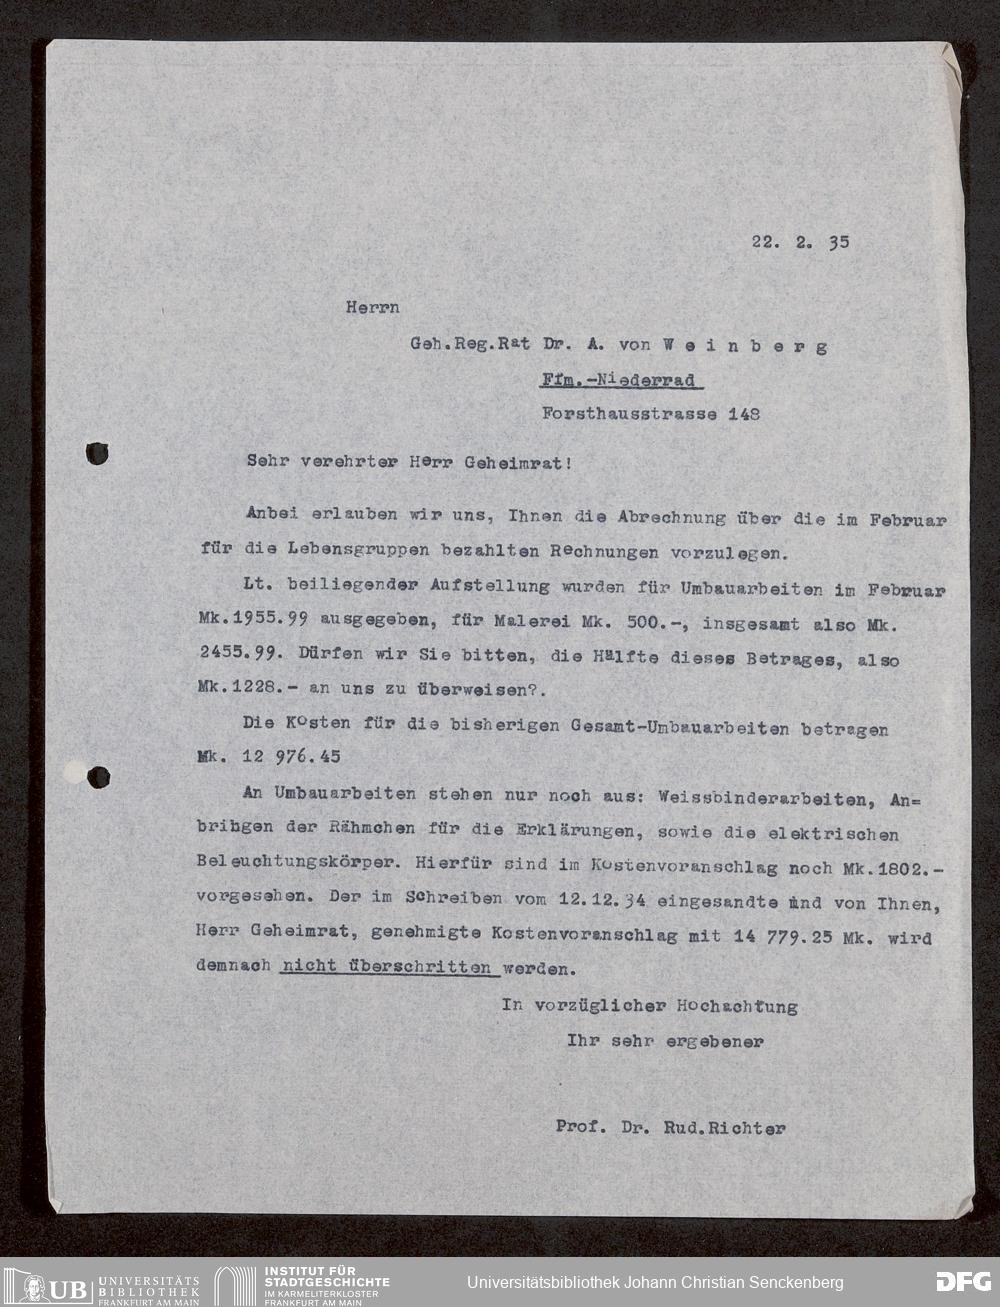 22. 2. 35
Herrn
Geh.Reg.Rat Dr. A. von W e i n b e r g
Ffm.-Niederrad
Forsthausstrasse 148
Sehr verehrter Herr Geheimrat!
Anbei erlauben wir uns, Ihnen die Abrechnung über die im Februar
für die Lebensgruppen bezahlten Rechnungen vorzulegen.
Lt. beiliegender Aufstellung wurden für Umbauarbeiten im Februar
Mk.1955.99 ausgegeben, für Malerei Mk. 500.-, insgesamt also Mk.
2455.99. Dürfen wir Sie bitten, die Hälfte dieses Betrages, also
Mk.1228.- an uns zu überweisen?.
Die Kosten für die bisherigen Gesamt-Umbauarbeiten betragen
Mk. 12 976.45
An Umbauarbeiten stehen nur noch aus: Weissbinderarbeiten, An=
bringen der Rähmchen für die Erklärungen, sowie die elektrischen
Beleuchtungskörper. Hierfür sind im Kostenvoranschlag noch Mk.1802.-
vorgesehen. Der im Schreiben vom 12.12.34 eingesandte und von Ihnen,
Herr Geheimrat, genehmigte Kostenvoranschlag mit 14 779.25 Mk. wird
demnach nicht überschritten werden.
In vorzüglicher Hochachtung
Ihr sehr ergebener
Prof. Dr. Rud.Richter
UB UNIVERSITÄTS
BIBLIOTHEK
FRANKFURT AM MAIN
INSTITUT FÜR
STADTGESCHICHTE
IM KARMELITERKLOSTER
FRANKFURT AM MAIN
Universitätsbibliothek Johann Christian Senckenberg
DFG